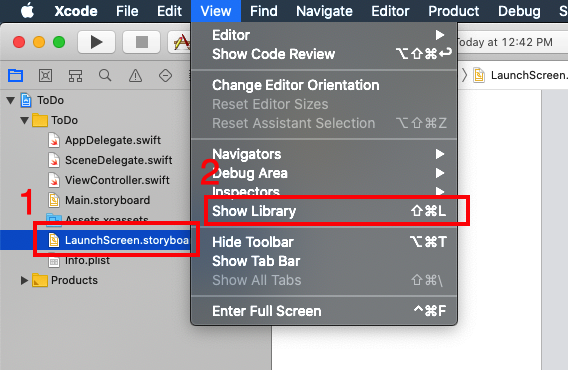 Xcode File Edit View Find Navigate Editor Product Debug
Today at 12:42 PM
LaunchScreen.
ToDo
ToDo
AppDelegate.swift
SceneDelegate.swift
ViewController.swift
Main.storyboard
Assets.xcassets
LaunchScreen.storyboa
Info.plist
Products
1
Editor ▶
Show Code Review ⌥⇧⌘↩
Change Editor Orientation
Reset Editor Sizes
Reset Assistant Selection ⌥⇧⌘Z
Navigators ▶
Debug Area ▶
Inspectors ▶
2
Show Library ⇧⌘L
Hide Toolbar ⌥⌘T
Show Tab Bar
Show All Tabs ⇧⌘\
Enter Full Screen ^⌘F